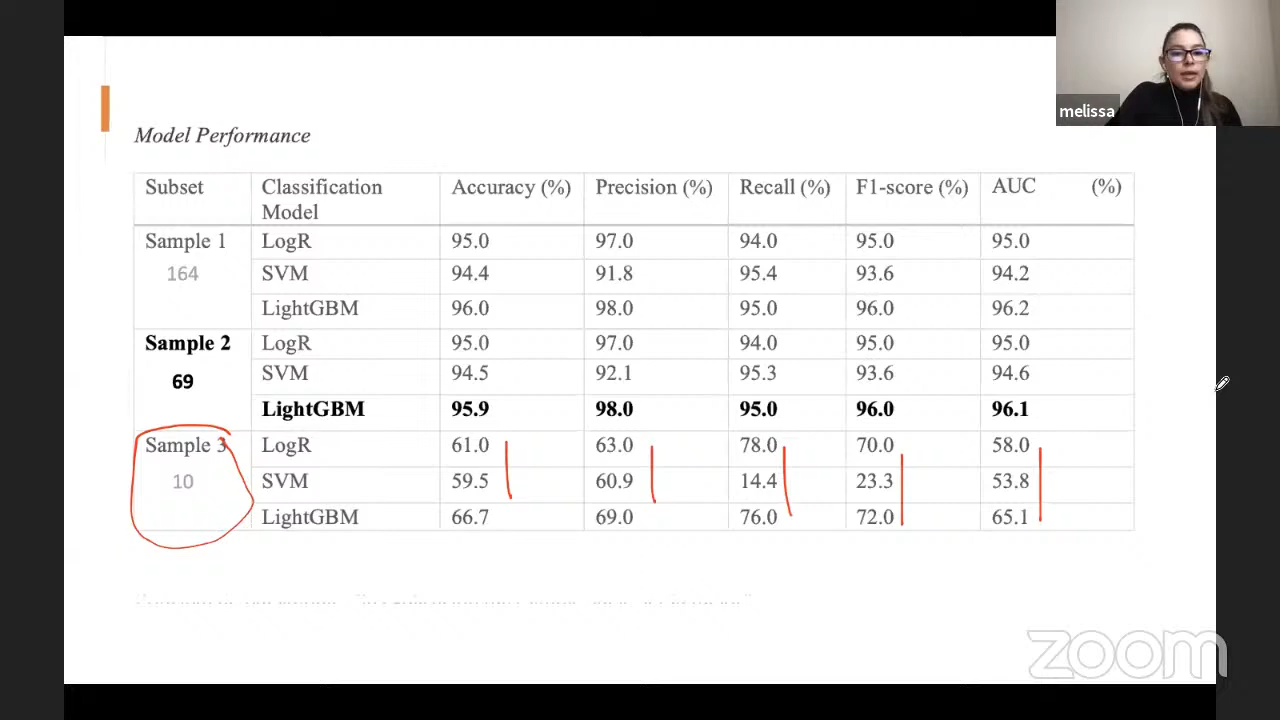 melissa
Model Performance
Subset Classification Model Accuracy (%) Precision (%) Recall (%) F1-score (%) AUC (%)
Sample 1 LogR 95.0 97.0 94.0 95.0 95.0
164 SVM 94.4 91.8 95.4 93.6 94.2
LightGBM 96.0 98.0 95.0 96.0 96.2
Sample 2 LogR 95.0 97.0 94.0 95.0 95.0
69 SVM 94.5 92.1 95.3 93.6 94.6
LightGBM 95.9 98.0 95.0 96.0 96.1
Sample 3 LogR 61.0 63.0 78.0 70.0 58.0
10 SVM 59.5 60.9 14.4 23.3 53.8
LightGBM 66.7 69.0 76.0 72.0 65.1
zoom